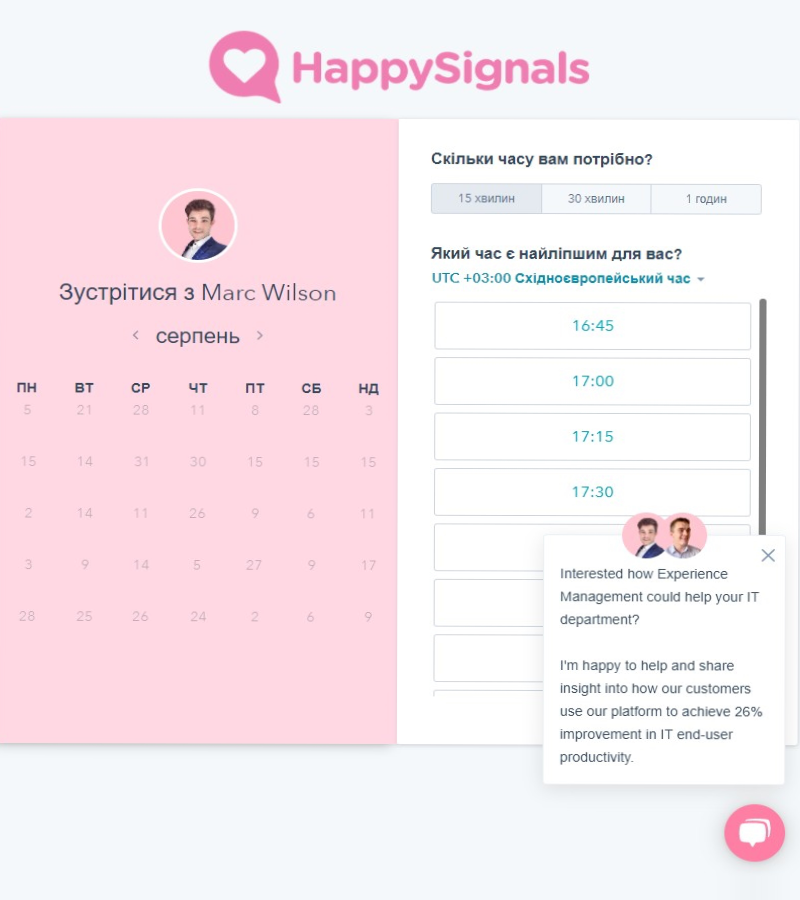 HappySignals
Зустрітися з Marc Wilson
серпень
ПН ВТ СР ЧТ ПТ СБ НД
5 21 28 11 8 28 3
15 14 31 30 15 15 15
2 14 11 26 9 6 11
3 9 14 5 27 9 17
28 25 26 24 2 6 9
Скільки часу вам потрібно?
15 хвилин 30 хвилин 1 годин
Який час є найліпшим для вас?
UTC +03:00 Східноєвропейський час
16:45
17:00
17:15
17:30
Interested how Experience
Management could help your IT
department?
I'm happy to help and share
insight into how our customers
use our platform to achieve 26%
improvement in IT end-user
productivity.